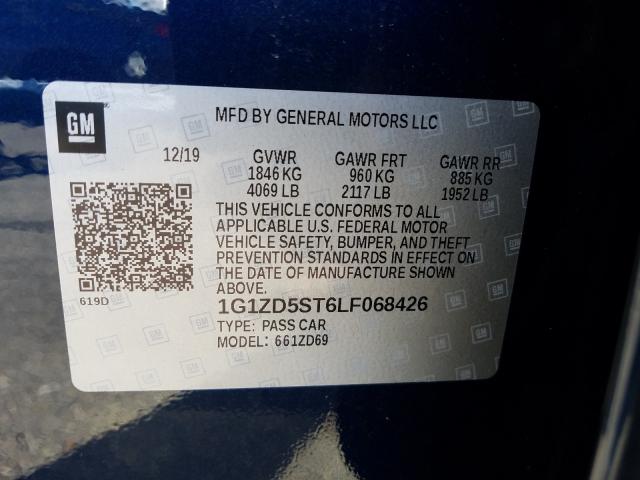 GM
MFD BY GENERAL MOTORS LLC
12/19 GVWR GAWR FRT GAWR RR
1846 KG 960 KG 885 KG
4069 LB 2117 LB 1952 LB
THIS VEHICLE CONFORMS TO ALL
APPLICABLE U.S. FEDERAL MOTOR
VEHICLE SAFETY, BUMPER, AND THEFT
PREVENTION STANDARDS IN EFFECT ON
THE DATE OF MANUFACTURE SHOWN
ABOVE.
619D
1G1ZD5ST6LF068426
TYPE: PASS CAR
MODEL: 661ZD69